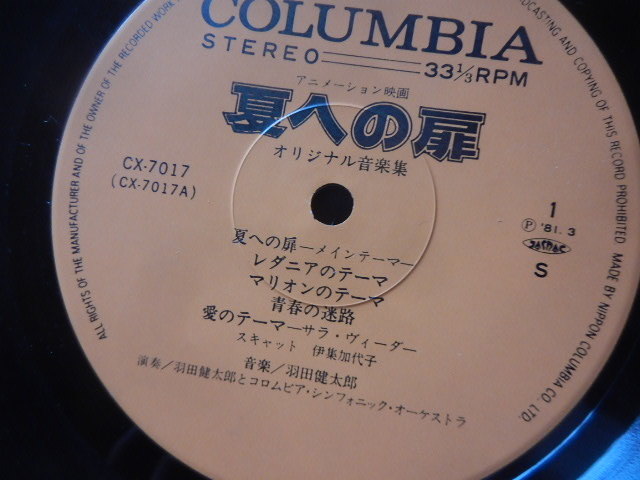 COLUMBIA
STEREO 33 1/3 RPM
アニメーション映画
夏への扉
オリジナル音楽集
CX-7017
(CX-7017A)
1
Ⓟ '81. 3
JASRAC
S
夏への扉―メインテーマ―
レダニアのテーマ
マリオンのテーマ
青春の迷路
愛のテーマ―サラ・ヴィーダー
スキャット 伊集加代子
音楽/羽田健太郎
演奏/羽田健太郎とコロムビア・シンフォニック・オーケストラ
ALL RIGHTS OF THE MANUFACTURER AND OF THE OWNER OF THE RECORDED WORK
BROADCASTING AND COPYING OF THIS RECORD PROHIBITED. MADE BY NIPPON COLUMBIA CO., LTD.